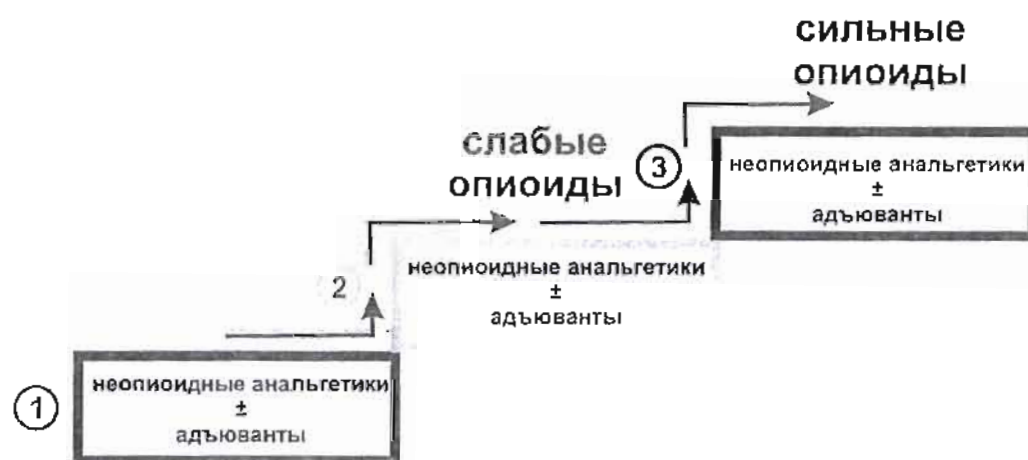 сильные
опиоиды
неопиоидные анальгетики
±
адъюванты
3
слабые
опиоиды
неопиоидные анальгетики
±
адъюванты
2
неопиоидные анальгетики
±
адъюванты
1